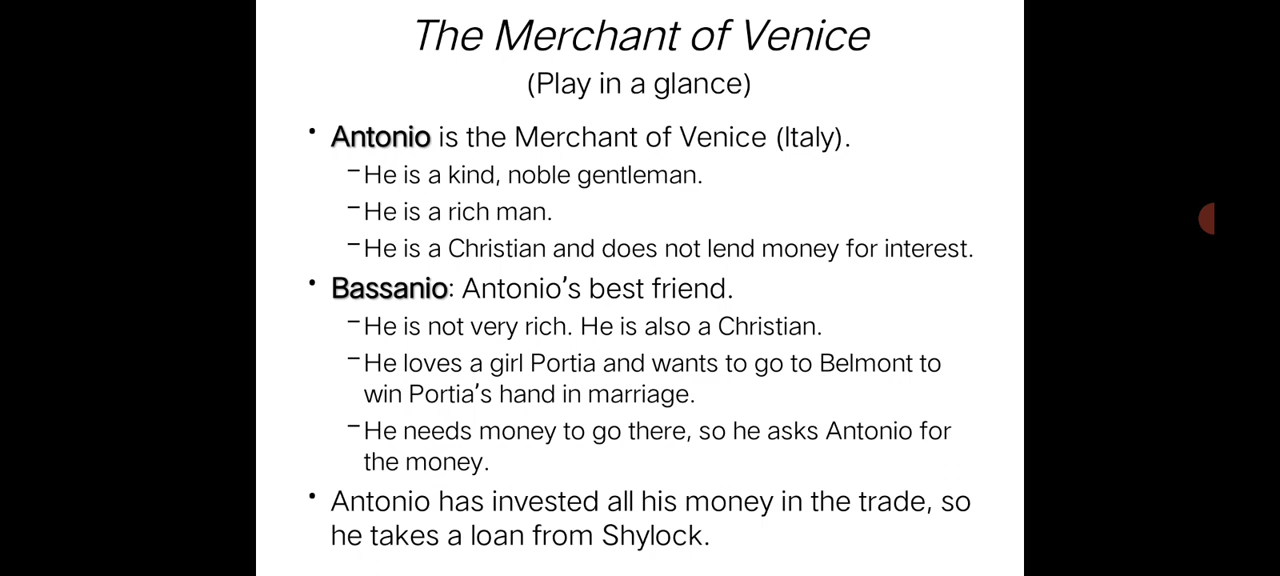 The Merchant of Venice
(Play in a glance)
• Antonio is the Merchant of Venice (Italy).
–He is a kind, noble gentleman.
–He is a rich man.
–He is a Christian and does not lend money for interest.
• Bassanio: Antonio’s best friend.
–He is not very rich. He is also a Christian.
–He loves a girl Portia and wants to go to Belmont to
win Portia’s hand in marriage.
–He needs money to go there, so he asks Antonio for
the money.
• Antonio has invested all his money in the trade, so
he takes a loan from Shylock.